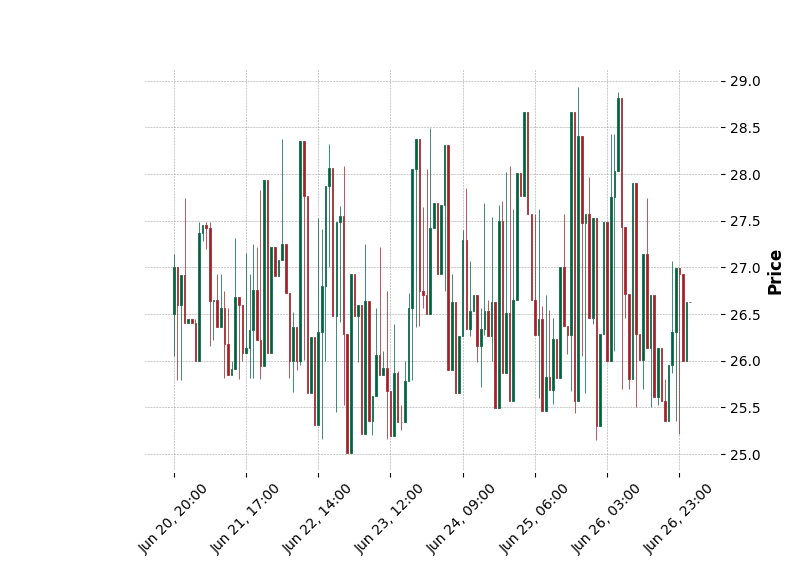 29.0
28.5
28.0
27.5
27.0
26.5
26.0
25.5
25.0
Price
Jun 20, 20:00
Jun 21, 17:00
Jun 22, 14:00
Jun 23, 12:00
Jun 24, 09:00
Jun 25, 06:00
Jun 26, 03:00
Jun 26, 23:00